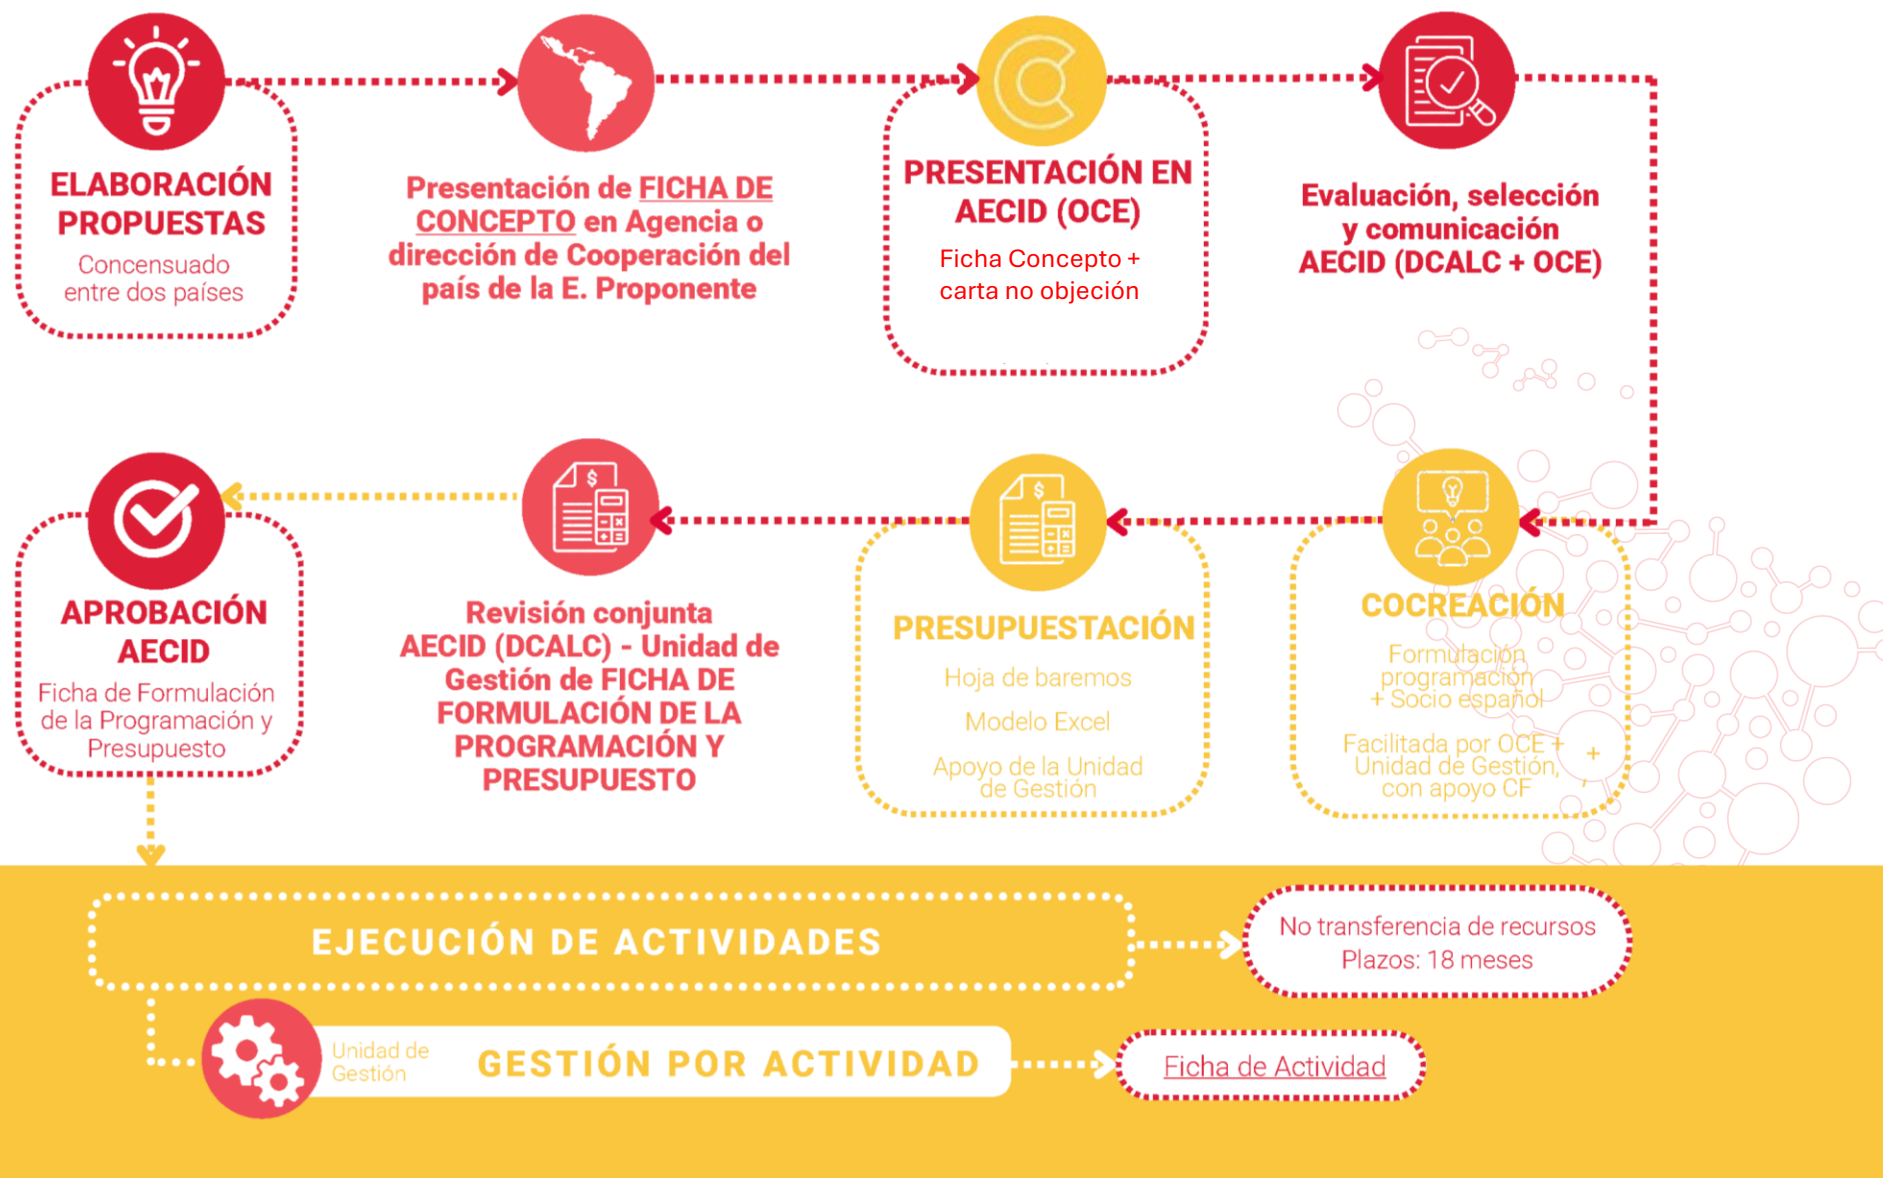 ELABORACIÓN
PROPUESTAS
Concensuado
entre dos países
Presentación de FICHA DE
CONCEPTO en Agencia o
dirección de Cooperación del
país de la E. Proponente
PRESENTACIÓN EN
AECID (OCE)
Ficha Concepto +
carta no objeción
Evaluación, selección
y comunicación
AECID (DCALC + OCE)
COCREACIÓN
Formulación
programación
+ Socio español
Facilitada por OCE +
Unidad de Gestión,
con apoyo CF
+
,
PRESUPUESTACIÓN
Hoja de baremos
Modelo Excel
Apoyo de la Unidad
de Gestión
Revisión conjunta
AECID (DCALC) - Unidad de
Gestión de FICHA DE
FORMULACIÓN DE LA
PROGRAMACIÓN Y
PRESUPUESTO
APROBACIÓN
AECID
Ficha de Formulación
de la Programación y
Presupuesto
EJECUCIÓN DE ACTIVIDADES
No transferencia de recursos
Plazos: 18 meses
Unidad de
Gestión
GESTIÓN POR ACTIVIDAD
Ficha de Actividad